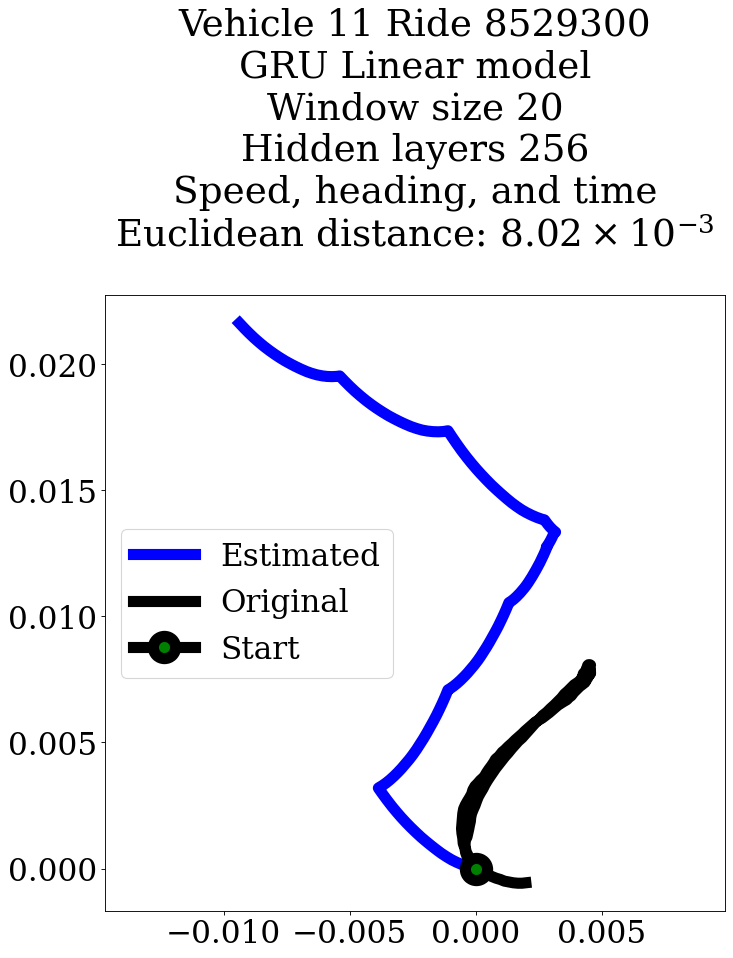 Vehicle 11 Ride 8529300
GRU Linear model
Window size 20
Hidden layers 256
Speed, heading, and time
Euclidean distance: 8.02 × 10⁻³
0.020
0.015
0.010
0.005
0.000
Estimated
Original
Start
−0.010 −0.005 0.000 0.005